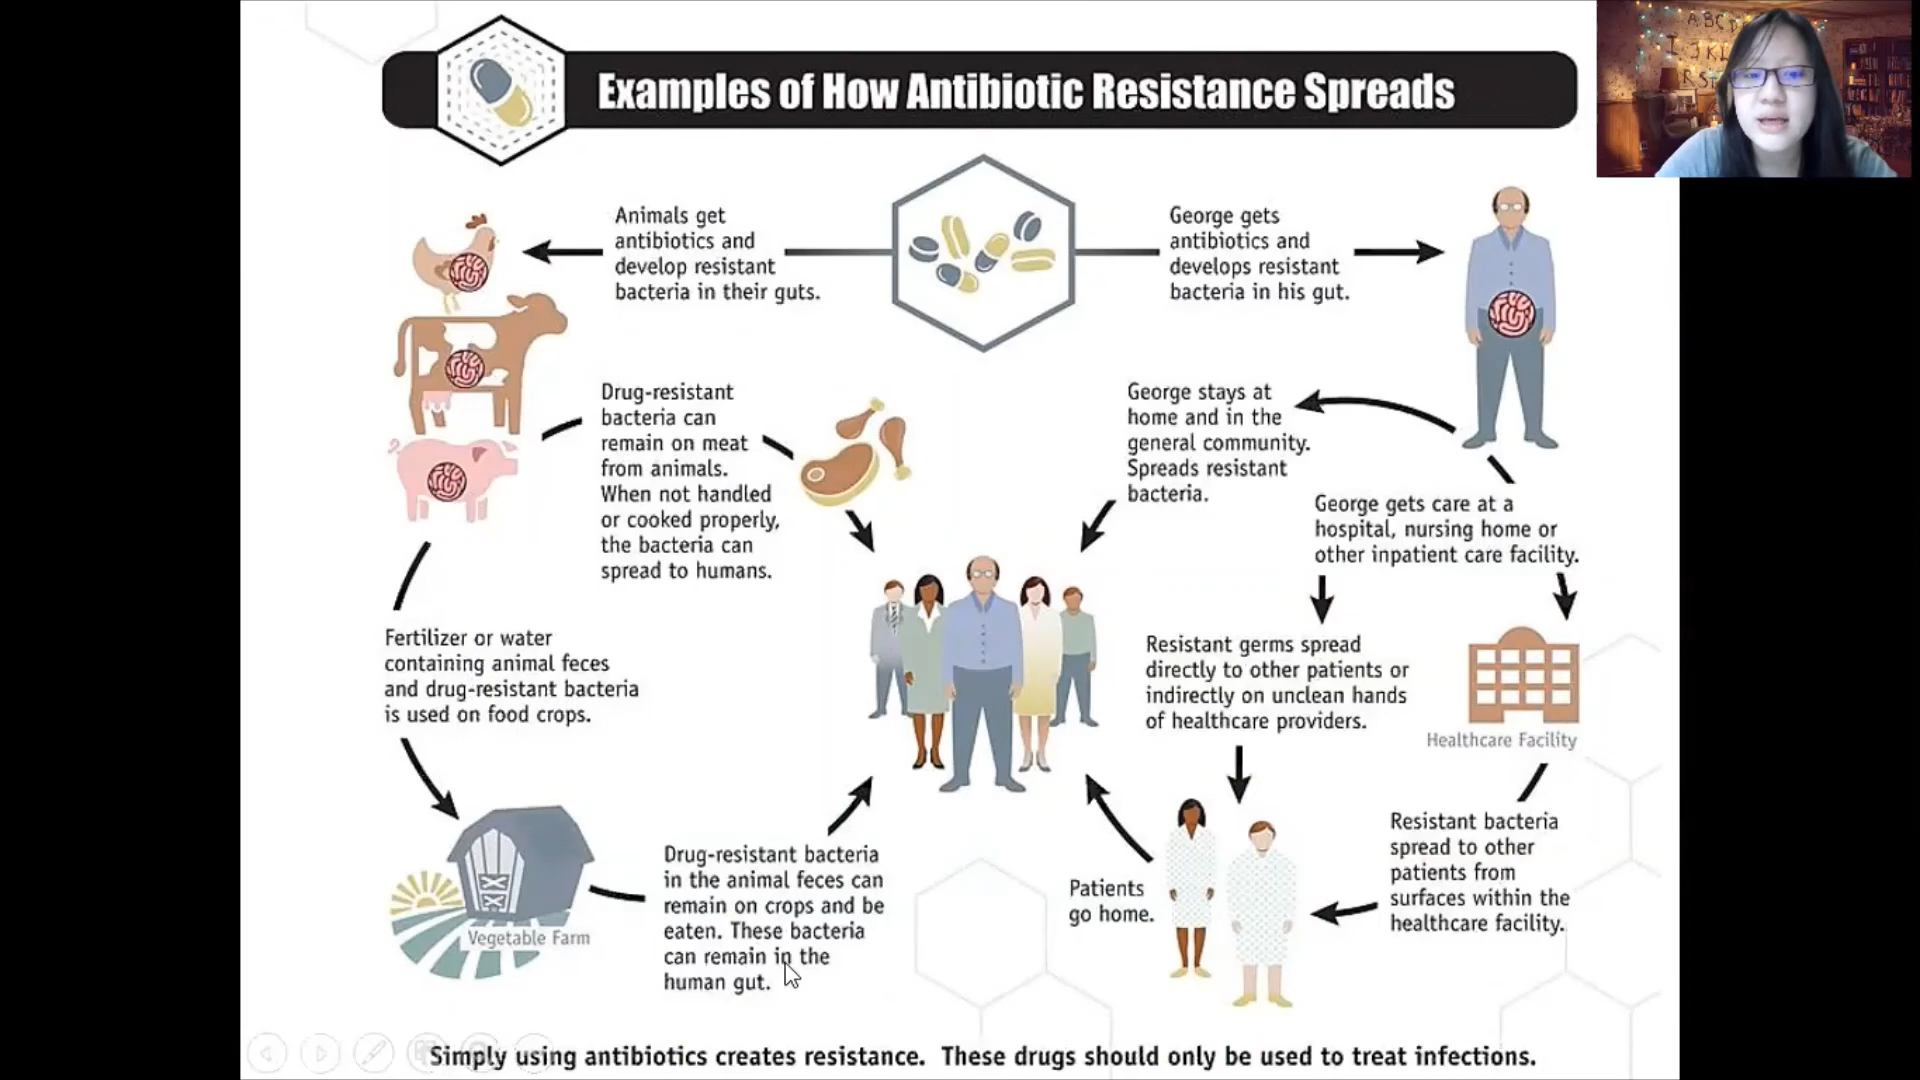 Examples of How Antibiotic Resistance Spreads
Animals get
antibiotics and
develop resistant
bacteria in their guts.
George gets
antibiotics and
develops resistant
bacteria in his gut.
Drug-resistant
bacteria can
remain on meat
from animals.
When not handled
or cooked properly,
the bacteria can
spread to humans.
George stays at
home and in the
general community.
Spreads resistant
bacteria.
George gets care at a
hospital, nursing home or
other inpatient care facility.
Fertilizer or water
containing animal feces
and drug-resistant bacteria
is used on food crops.
Resistant germs spread
directly to other patients or
indirectly on unclean hands
of healthcare providers.
Healthcare Facility
Vegetable Farm
Drug-resistant bacteria
in the animal feces can
remain on crops and be
eaten. These bacteria
can remain in the
human gut.
Patients
go home.
Resistant bacteria
spread to other
patients from
surfaces within the
healthcare facility.
Simply using antibiotics creates resistance. These drugs should only be used to treat infections.